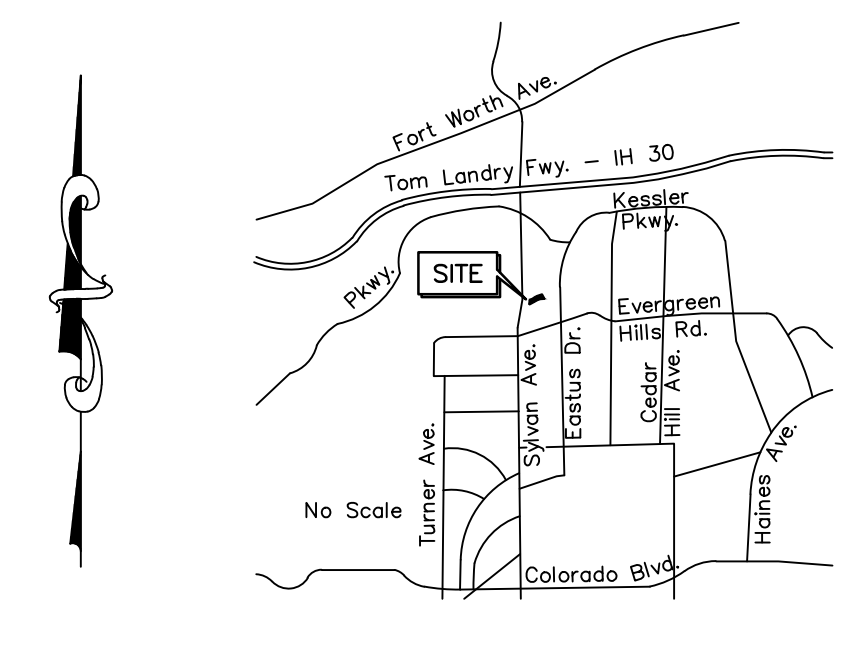 Fort Worth Ave.
Tom Landry Fwy. – IH 30
Kessler
Pkwy.
Pkwy.
SITE
Evergreen
Hills Rd.
Sylvan Ave.
Eastus Dr.
Cedar
Hill Ave.
Turner Ave.
Haines Ave.
No Scale
Colorado Blvd.